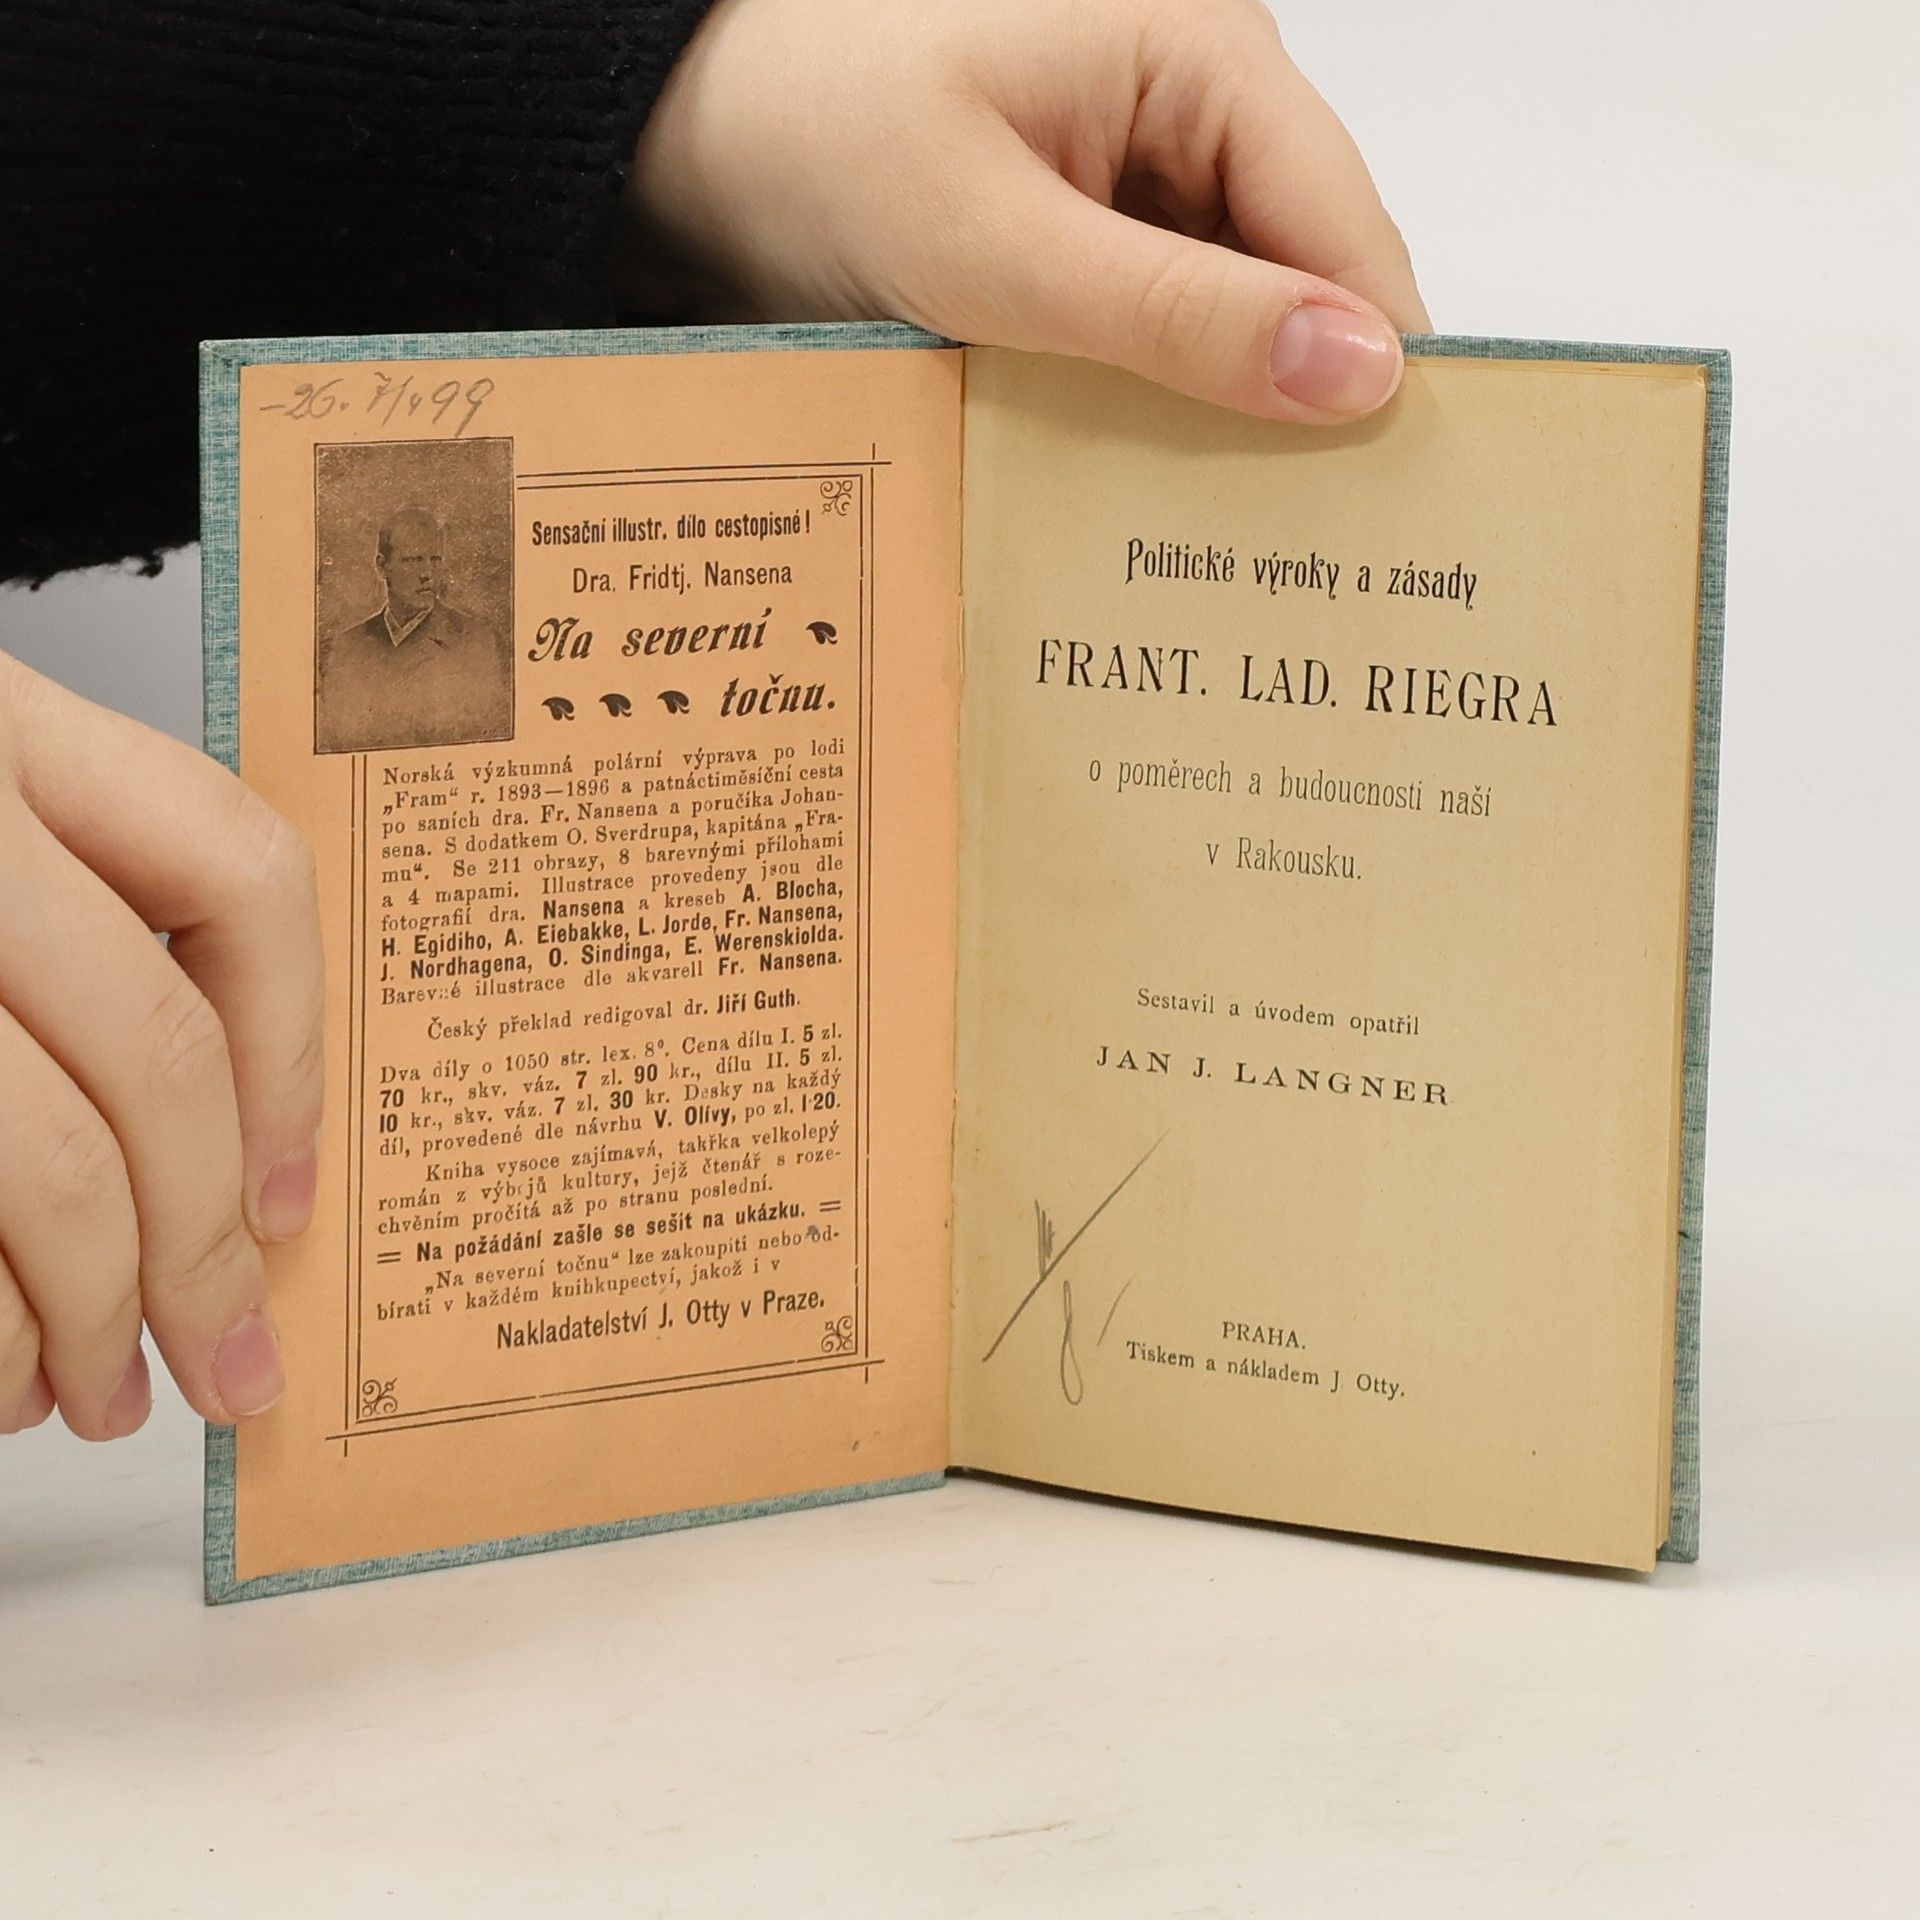 Sensační illustr. dílo cestopisné!
Dra. Fridtj. Nansena
Na severní
točnu.
Norská výzkumná polární výprava po lodi
„Fram“ r. 1893—1896 a patnáctiměsíční cesta
po saních dra. Fr. Nansena a poručíka Johan-
sena. S dodatkem O. Sverdrupa, kapitána „Fra-
mu“. Se 211 obrazy, 8 barevnými přílohami
a 4 mapami. Illustrace provedeny jsou dle
fotografií dra. Nansena a kreseb A. Blocha,
H. Egidiho, A. Eiebakke, L. Jorde, Fr. Nansena,
J. Nordhagena, O. Sindinga, E. Werenskiolda.
Barevné illustrace dle akvarell Fr. Nansena.
Český překlad redigoval dr. Jiří Guth.
Dva díly o 1050 str. lex. 8⁰. Cena dílu I. 5 zl.
70 kr., skv. váz. 7 zl. 90 kr., dílu II. 5 zl.
10 kr., skv. váz. 7 zl. 30 kr. Desky na každý
díl, provedené dle návrhu V. Olívy, po zl. 1·20.
Kniha vysoce zajímavá, takřka velkolepý
román z výbojů kultury, jejž čtenář s roze-
chvěním pročítá až po stranu poslední.
= Na požádání zašle se sešit na ukázku. =
„Na severní točnu“ lze zakoupiti nebo od-
bírati v každém knihkupectví, jakož i v
Nakladatelství J. Otty v Praze.
Politické výroky a zásady
FRANT. LAD. RIEGRA
o poměrech a budoucnosti naší
v Rakousku.
Sestavil a úvodem opatřil
JAN J. LANGNER
PRAHA.
Tiskem a nákladem J. Otty.